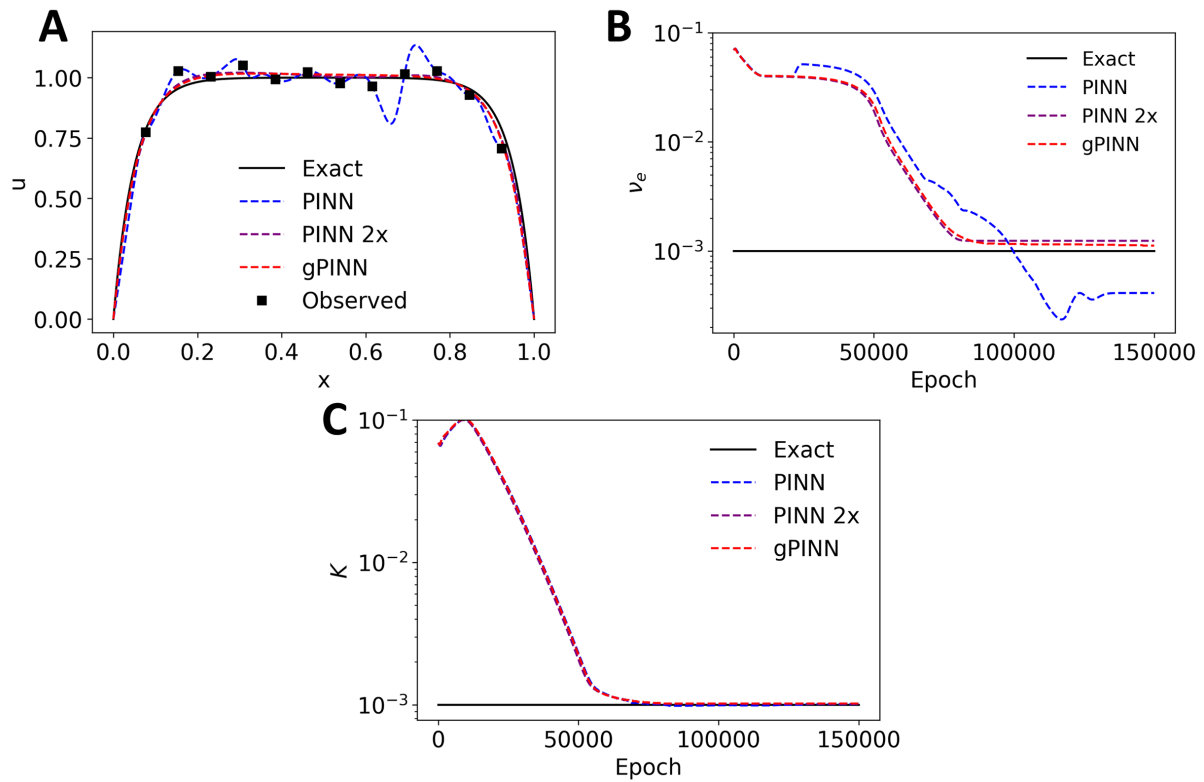 A
1.00
0.75
0.50
0.25
0.00
u
Exact
PINN
PINN 2x
gPINN
Observed
0.0 0.2 0.4 0.6 0.8 1.0
x
B
10⁻¹
10⁻²
10⁻³
νₑ
Exact
PINN
PINN 2x
gPINN
0 50000 100000 150000
Epoch
C
10⁻¹
10⁻²
10⁻³
K
Exact
PINN
PINN 2x
gPINN
0 50000 100000 150000
Epoch